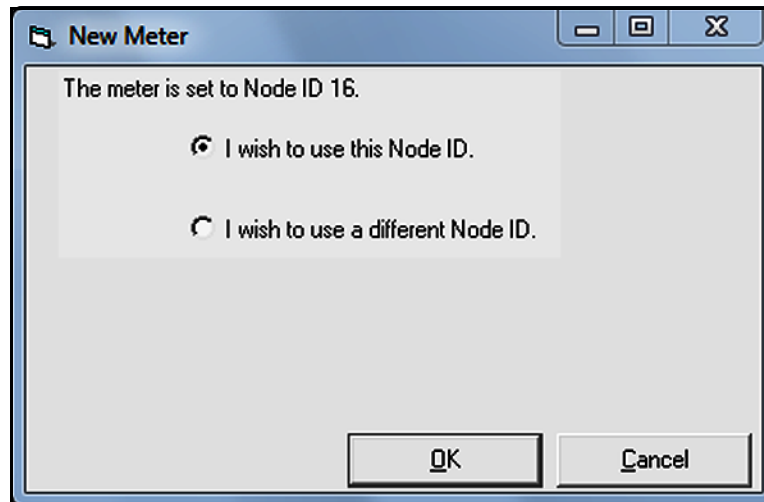 New Meter
The meter is set to Node ID 16.
I wish to use this Node ID.
I wish to use a different Node ID.
OK
Cancel